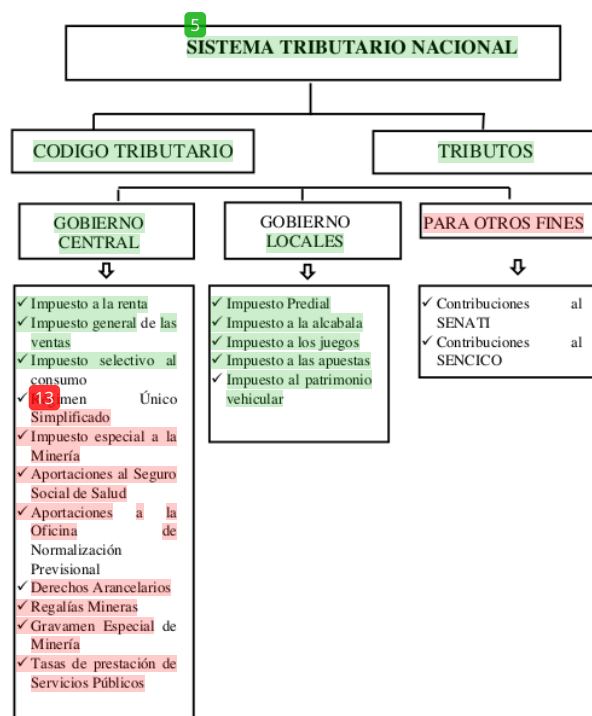 5
SISTEMA TRIBUTARIO NACIONAL
CODIGO TRIBUTARIO
TRIBUTOS
GOBIERNO
CENTRAL
GOBIERNO
LOCALES
PARA OTROS FINES
✓ Impuesto a la renta
✓ Impuesto general de las
ventas
✓ Impuesto selectivo al
consumo
✓ 13 Único
Simplificado
✓ Impuesto especial a la
Minería
✓ Aportaciones al Seguro
Social de Salud
✓ Aportaciones a la
Oficina de
Normalización
Previsional
✓ Derechos Arancelarios
✓ Regalías Mineras
✓ Gravamen Especial de
Minería
✓ Tasas de prestación de
Servicios Públicos
✓ Impuesto Predial
✓ Impuesto a la alcabala
✓ Impuesto a los juegos
✓ Impuesto a las apuestas
✓ Impuesto al patrimonio
vehicular
✓ Contribuciones al
SENATI
✓ Contribuciones al
SENCICO